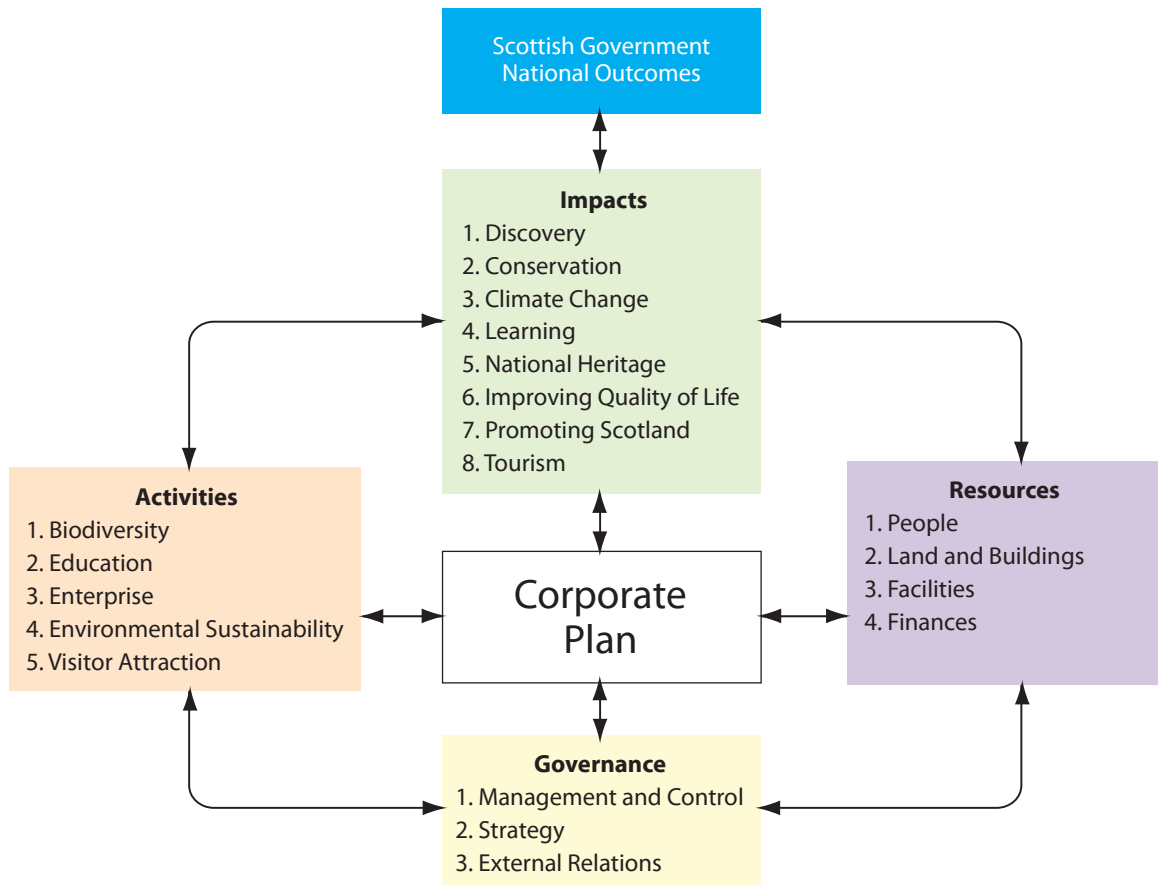 Scottish Government
National Outcomes
Impacts
1. Discovery
2. Conservation
3. Climate Change
4. Learning
5. National Heritage
6. Improving Quality of Life
7. Promoting Scotland
8. Tourism
Activities
1. Biodiversity
2. Education
3. Enterprise
4. Environmental Sustainability
5. Visitor Attraction
Corporate
Plan
Resources
1. People
2. Land and Buildings
3. Facilities
4. Finances
Governance
1. Management and Control
2. Strategy
3. External Relations